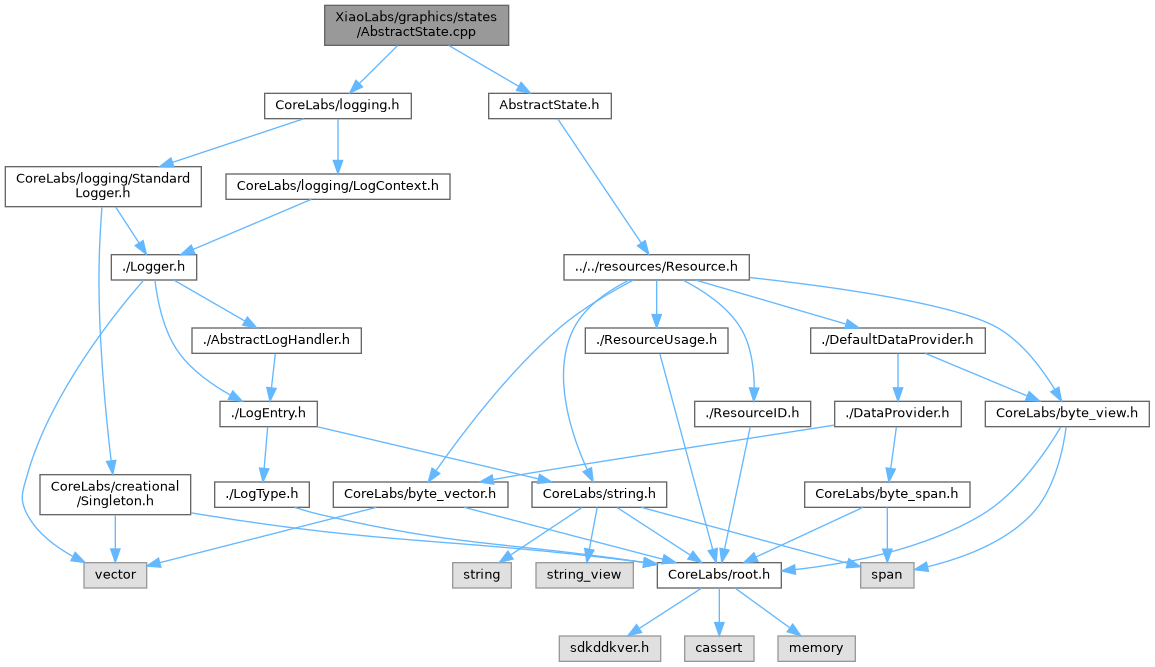 XiaoLabs/graphics/states
/AbstractState.cpp
CoreLabs/logging.h
AbstractState.h
CoreLabs/logging/Standard
Logger.h
CoreLabs/logging/LogContext.h
./Logger.h
../../resources/Resource.h
./AbstractLogHandler.h
./ResourceUsage.h
./DefaultDataProvider.h
./LogEntry.h
./ResourceID.h
./DataProvider.h
CoreLabs/byte_view.h
CoreLabs/creational
/Singleton.h
./LogType.h
CoreLabs/byte_vector.h
CoreLabs/string.h
CoreLabs/byte_span.h
vector
string
string_view
CoreLabs/root.h
span
sdkddkver.h
cassert
memory